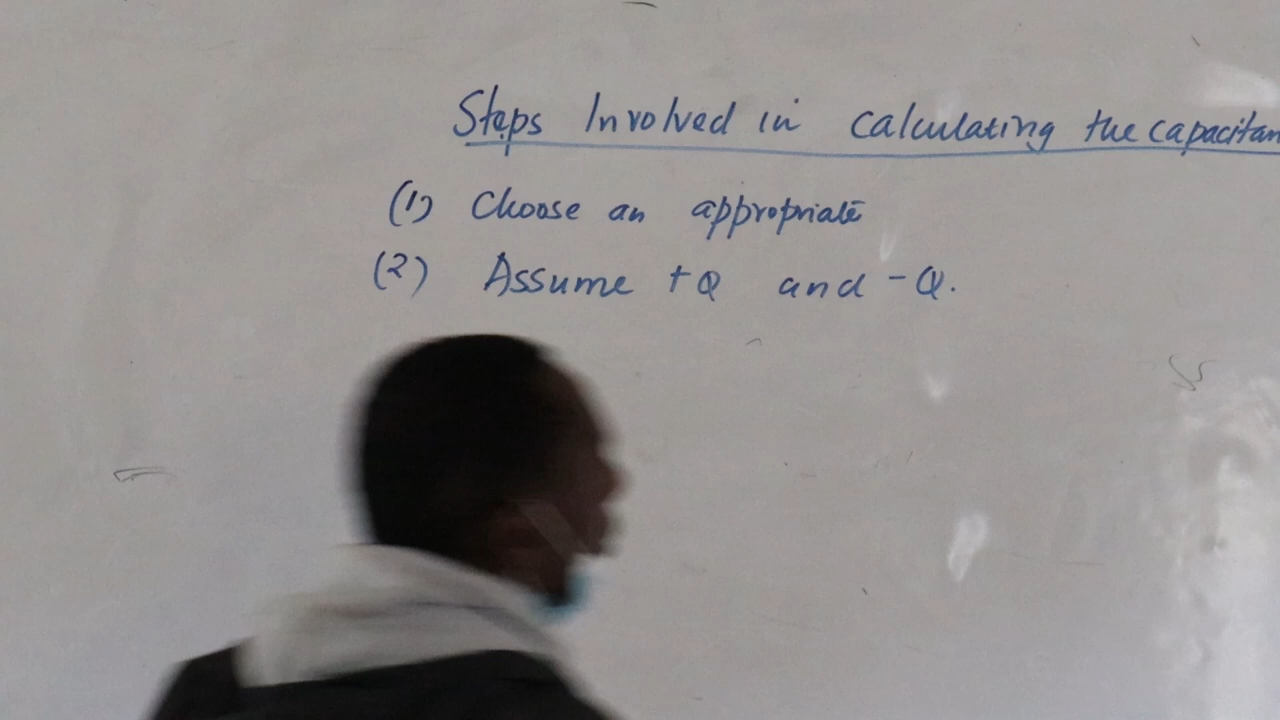 Steps Involved in calculating the capacitan
(1) Choose an appropriate
(2) Assume +Q and -Q.